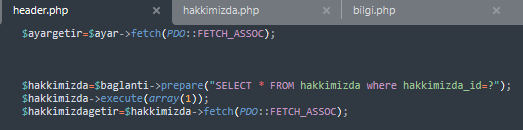 header.php × hakkimizda.php × bilgi.php ×
$ayargetir=$ayar->fetch(PDO::FETCH_ASSOC);
$hakkimizda=$baglanti->prepare("SELECT * FROM hakkimizda where hakkimizda_id=?");
$hakkimizda->execute(array(1));
$hakkimizdagetir=$hakkimizda->fetch(PDO::FETCH_ASSOC);